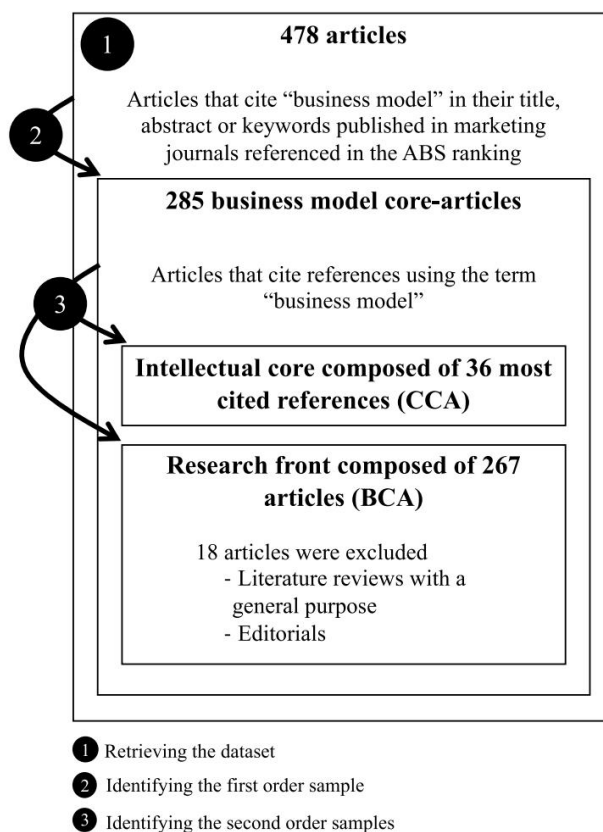 1
478 articles
Articles that cite “business model” in their title,
abstract or keywords published in marketing
journals referenced in the ABS ranking
2
285 business model core-articles
Articles that cite references using the term
“business model”
3
Intellectual core composed of 36 most
cited references (CCA)
Research front composed of 267
articles (BCA)
18 articles were excluded
- Literature reviews with a
general purpose
- Editorials
1 Retrieving the dataset
2 Identifying the first order sample
3 Identifying the second order samples